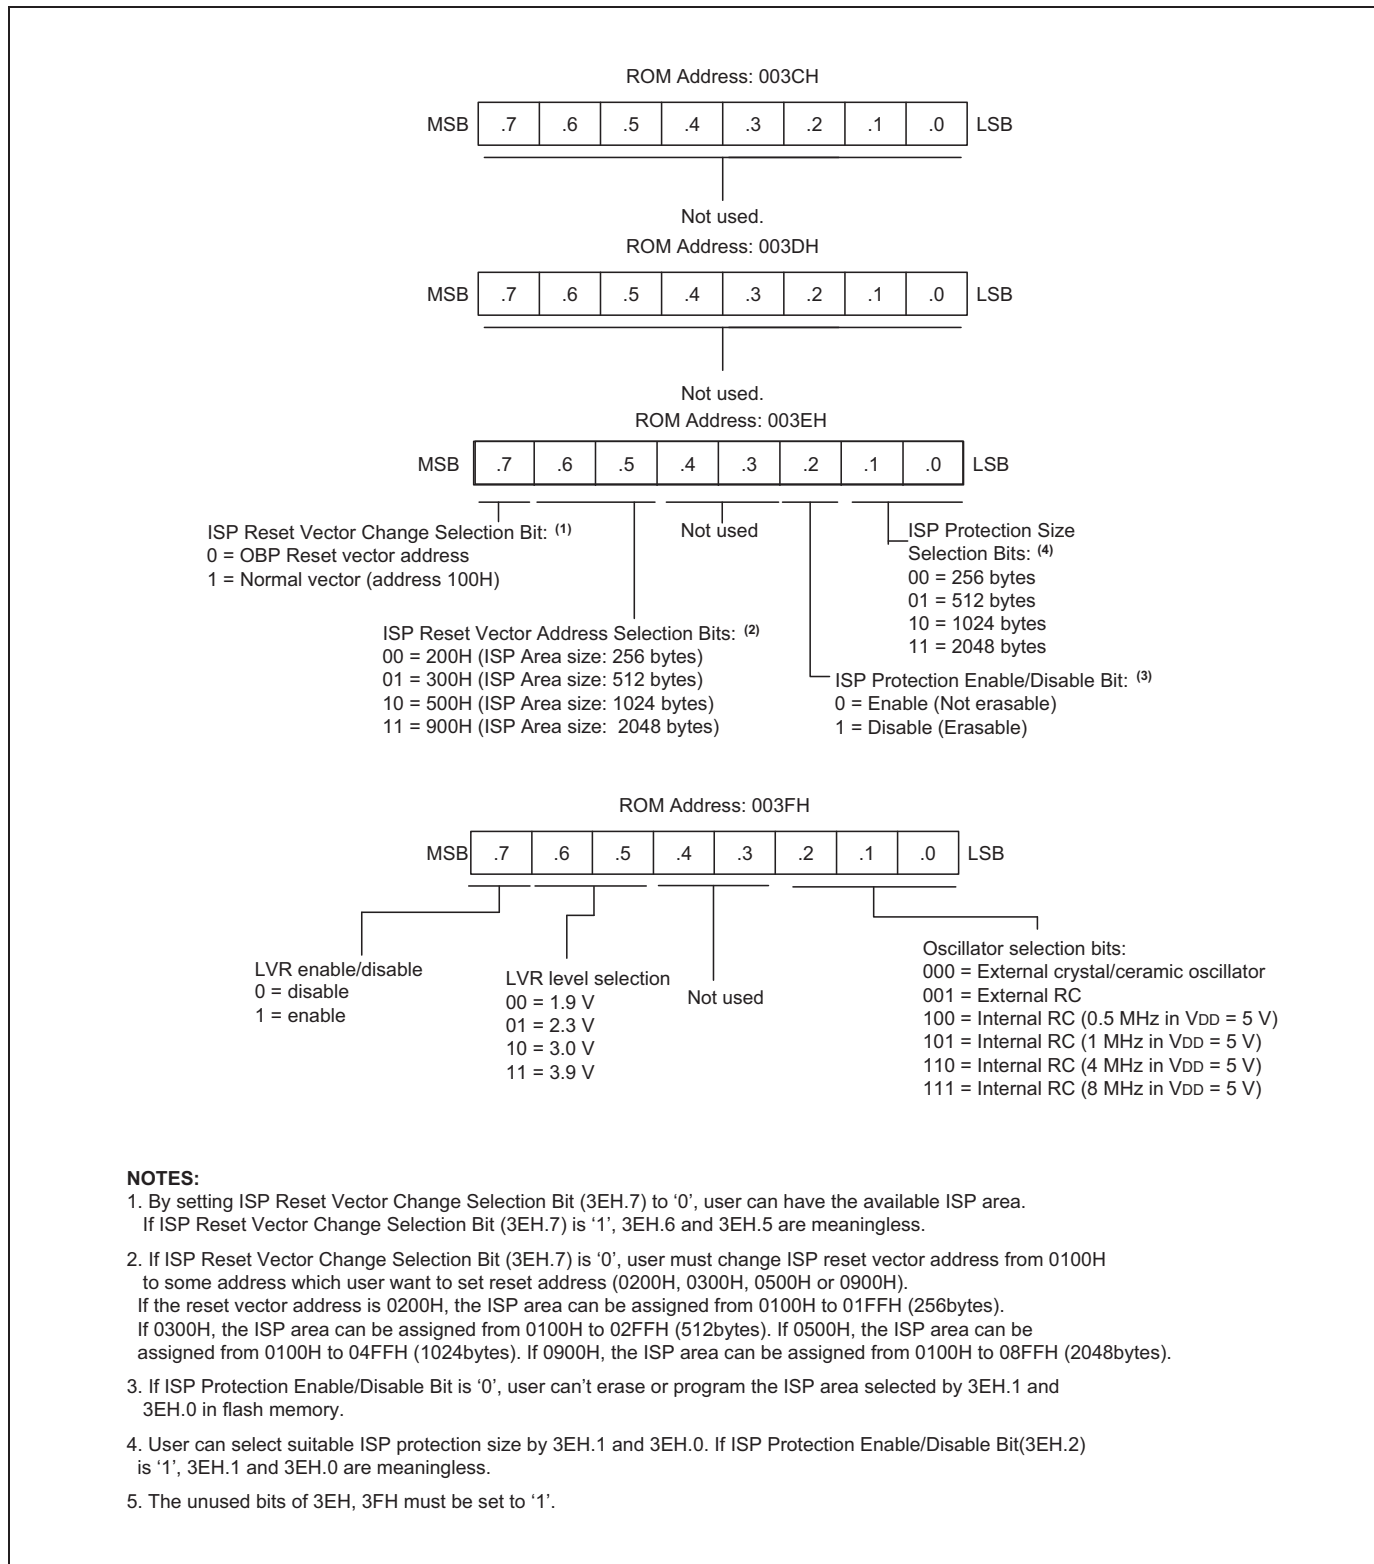 ROM Address: 003CH
MSB .7 .6 .5 .4 .3 .2 .1 .0 LSB
Not used.
ROM Address: 003DH
MSB .7 .6 .5 .4 .3 .2 .1 .0 LSB
Not used.
ROM Address: 003EH
MSB .7 .6 .5 .4 .3 .2 .1 .0 LSB
ISP Reset Vector Change Selection Bit: (1)
0 = OBP Reset vector address
1 = Normal vector (address 100H)
ISP Reset Vector Address Selection Bits: (2)
00 = 200H (ISP Area size: 256 bytes)
01 = 300H (ISP Area size: 512 bytes)
10 = 500H (ISP Area size: 1024 bytes)
11 = 900H (ISP Area size: 2048 bytes)
Not used
ISP Protection Size
Selection Bits: (4)
00 = 256 bytes
01 = 512 bytes
10 = 1024 bytes
11 = 2048 bytes
ISP Protection Enable/Disable Bit: (3)
0 = Enable (Not erasable)
1 = Disable (Erasable)
ROM Address: 003FH
MSB .7 .6 .5 .4 .3 .2 .1 .0 LSB
LVR enable/disable
0 = disable
1 = enable
LVR level selection
00 = 1.9 V
01 = 2.3 V
10 = 3.0 V
11 = 3.9 V
Not used
Oscillator selection bits:
000 = External crystal/ceramic oscillator
001 = External RC
100 = Internal RC (0.5 MHz in VDD = 5 V)
101 = Internal RC (1 MHz in VDD = 5 V)
110 = Internal RC (4 MHz in VDD = 5 V)
111 = Internal RC (8 MHz in VDD = 5 V)
NOTES:
1. By setting ISP Reset Vector Change Selection Bit (3EH.7) to ‘0’, user can have the available ISP area.
If ISP Reset Vector Change Selection Bit (3EH.7) is ‘1’, 3EH.6 and 3EH.5 are meaningless.
2. If ISP Reset Vector Change Selection Bit (3EH.7) is ‘0’, user must change ISP reset vector address from 0100H
to some address which user want to set reset address (0200H, 0300H, 0500H or 0900H).
If the reset vector address is 0200H, the ISP area can be assigned from 0100H to 01FFH (256bytes).
If 0300H, the ISP area can be assigned from 0100H to 02FFH (512bytes). If 0500H, the ISP area can be
assigned from 0100H to 04FFH (1024bytes). If 0900H, the ISP area can be assigned from 0100H to 08FFH (2048bytes).
3. If ISP Protection Enable/Disable Bit is ‘0’, user can’t erase or program the ISP area selected by 3EH.1 and
3EH.0 in flash memory.
4. User can select suitable ISP protection size by 3EH.1 and 3EH.0. If ISP Protection Enable/Disable Bit(3EH.2)
is ‘1’, 3EH.1 and 3EH.0 are meaningless.
5. The unused bits of 3EH, 3FH must be set to ‘1’.